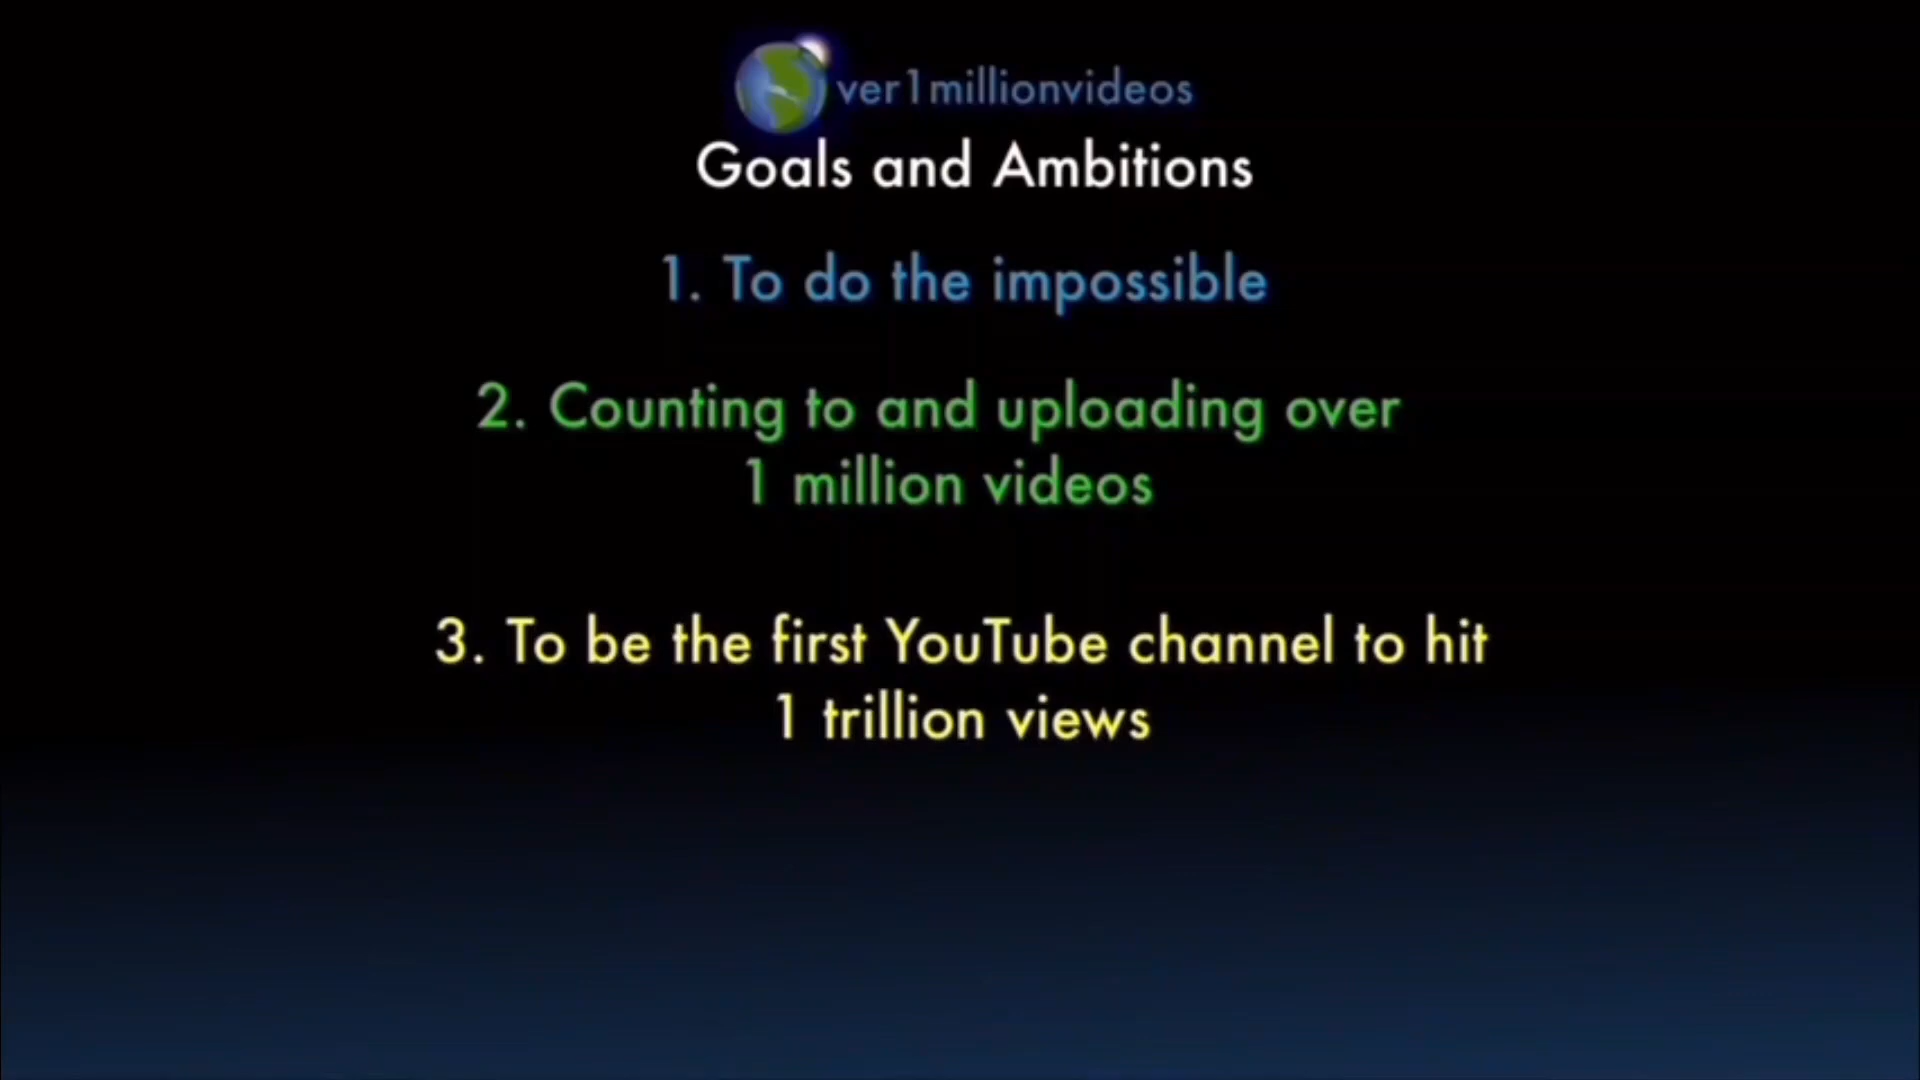 ver1millionvideos
Goals and Ambitions
1. To do the impossible
2. Counting to and uploading over
1 million videos
3. To be the first YouTube channel to hit
1 trillion views